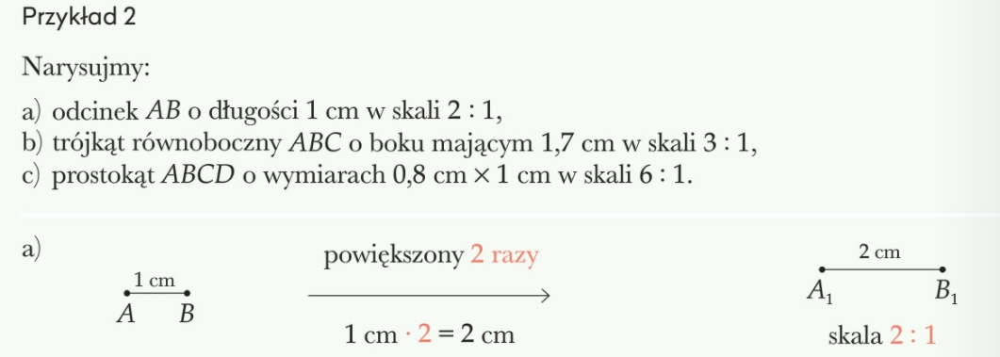 Przykład 2
Narysujmy:
a) odcinek AB o długości 1 cm w skali 2 : 1,
b) trójkąt równoboczny ABC o boku mającym 1,7 cm w skali 3 : 1,
c) prostokąt ABCD o wymiarach 0,8 cm × 1 cm w skali 6 : 1.
a)
1 cm
A B
powiększony 2 razy
1 cm · 2 = 2 cm
2 cm
A₁ B₁
skala 2 : 1